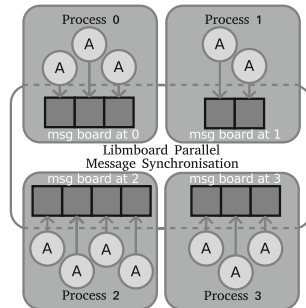 Process 0
Process 1
A
A
A
A
A
msg board at 0
msg board at 1
Libmboard Parallel
Message Synchronisation
msg board at 2
msg board at 3
A
A
A
A
A
A
A
Process 2
Process 3